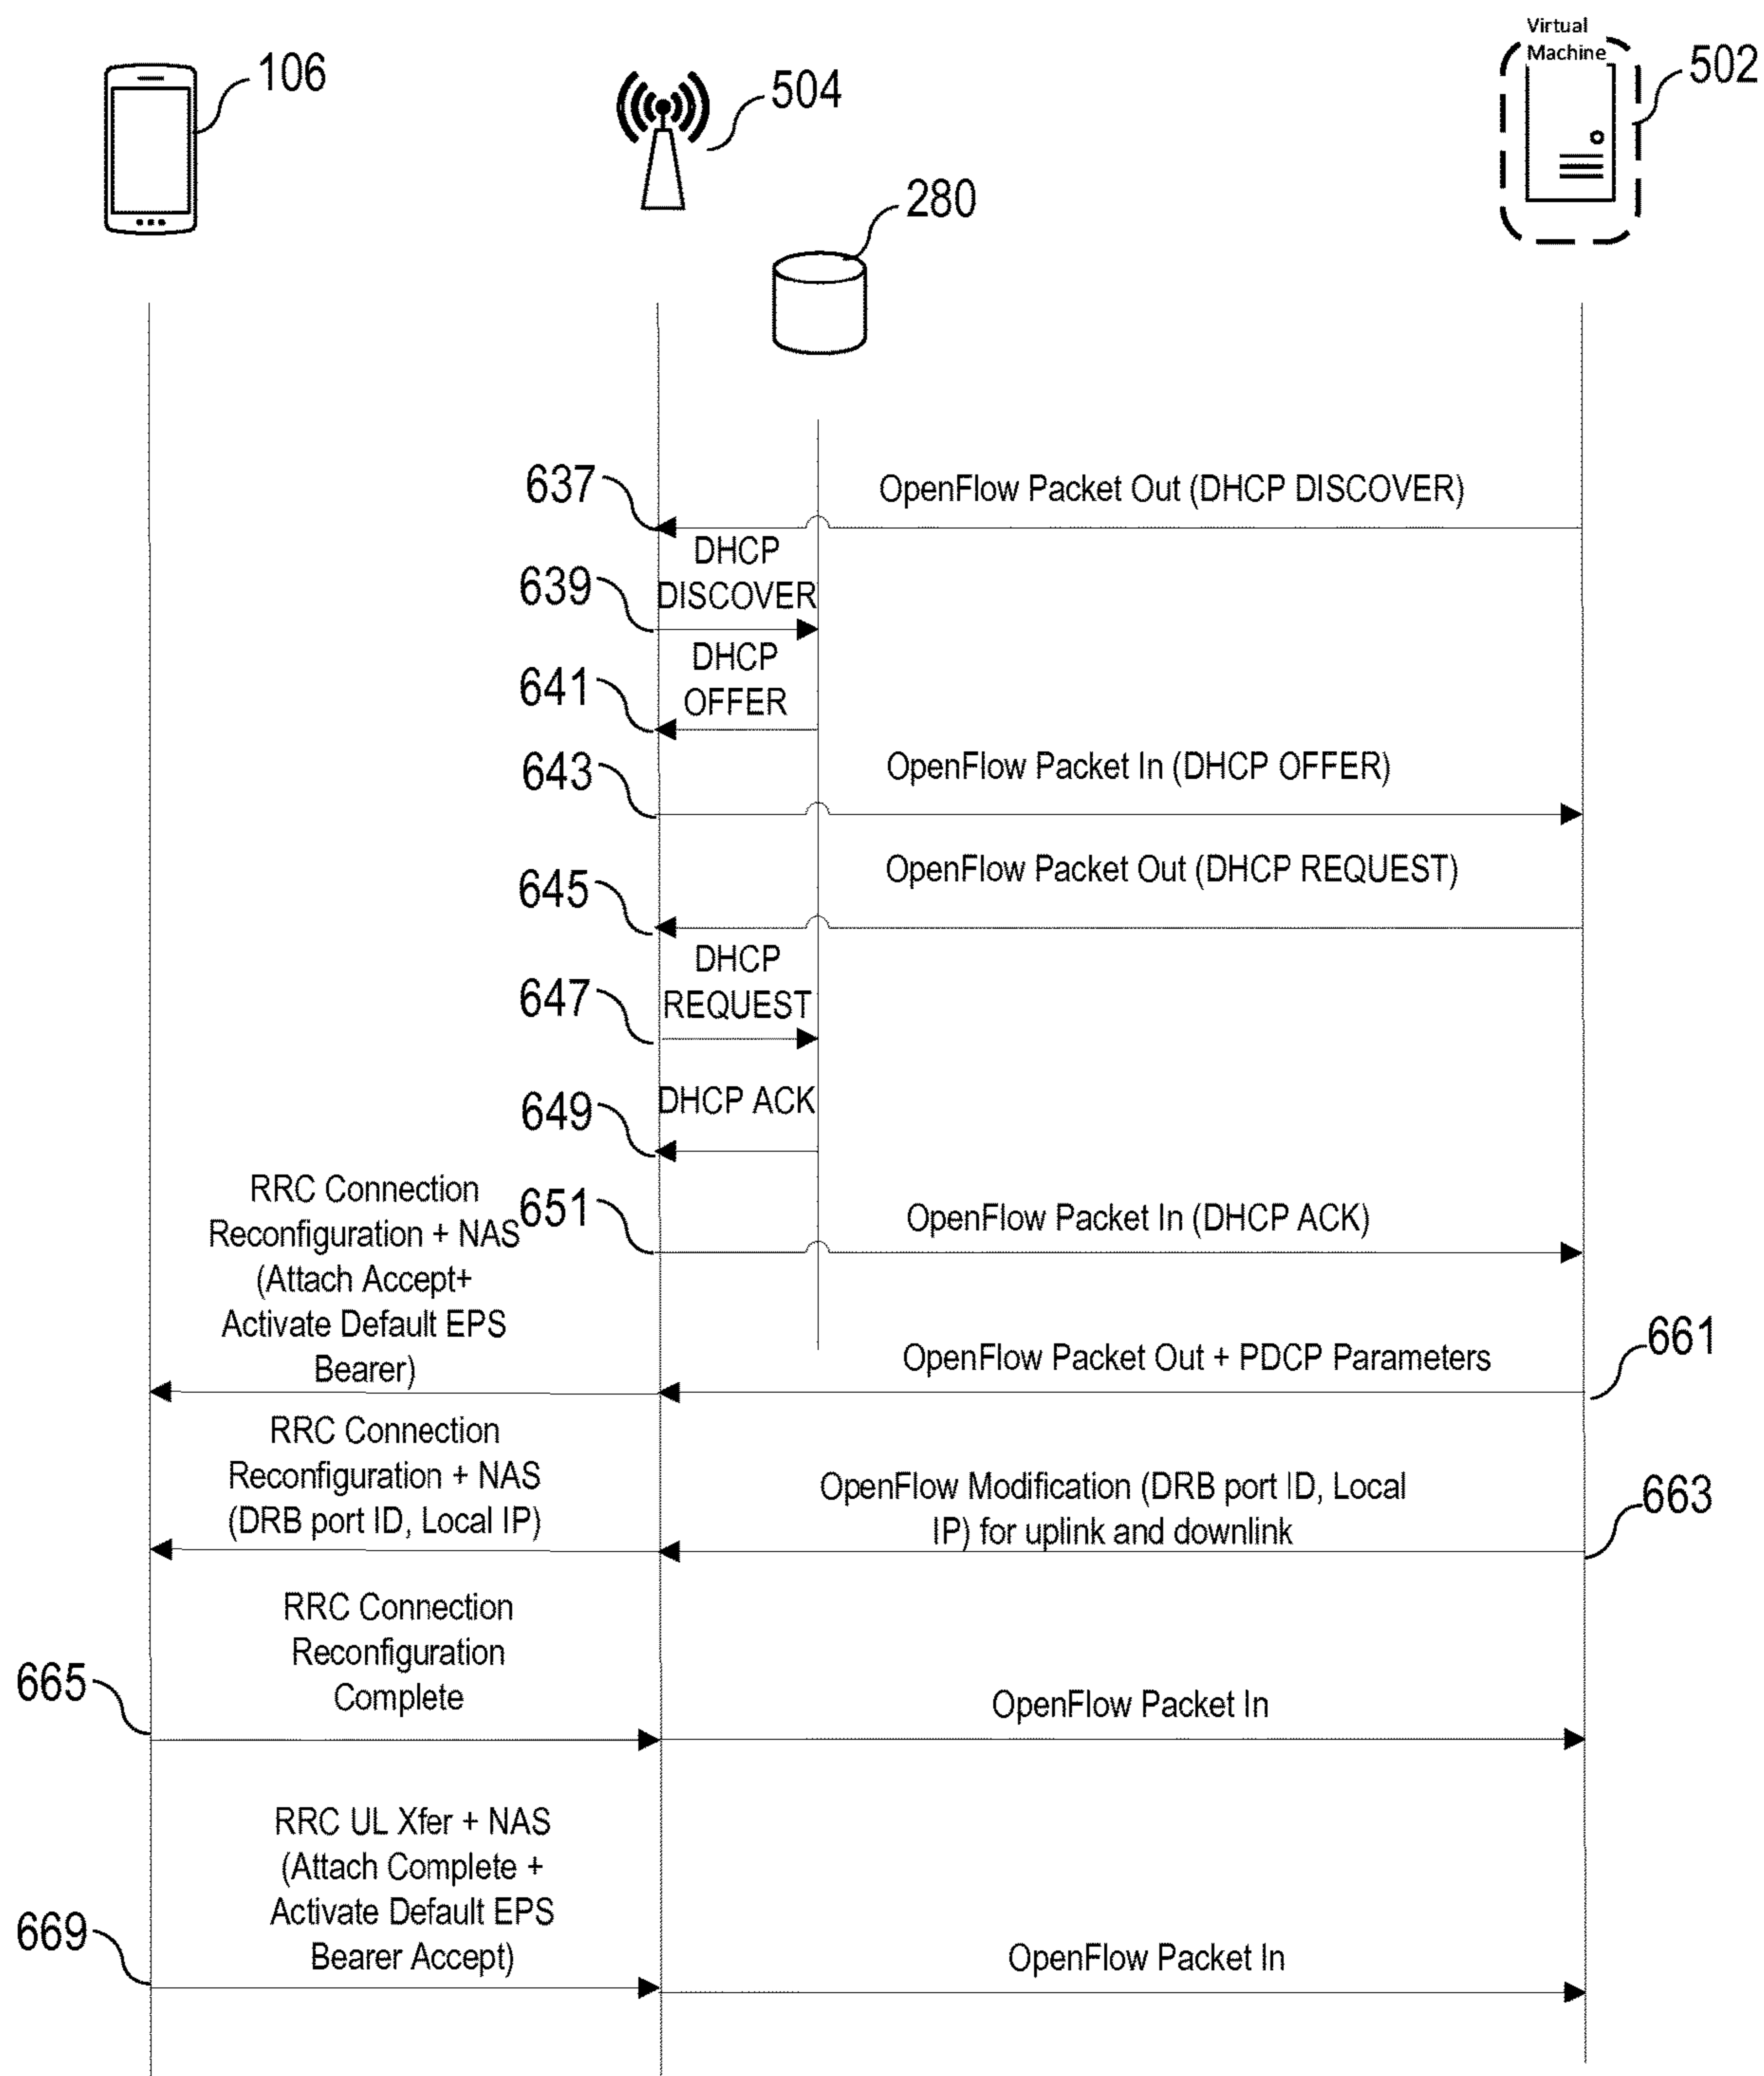 Virtual
Machine
106
504
502
280
637
OpenFlow Packet Out (DHCP DISCOVER)
DHCP
DISCOVER
639
DHCP
OFFER
641
643
OpenFlow Packet In (DHCP OFFER)
645
OpenFlow Packet Out (DHCP REQUEST)
DHCP
REQUEST
647
DHCP ACK
649
RRC Connection
Reconfiguration + NAS
(Attach Accept+
Activate Default EPS
Bearer)
651
OpenFlow Packet In (DHCP ACK)
661
OpenFlow Packet Out + PDCP Parameters
RRC Connection
Reconfiguration + NAS
(DRB port ID, Local IP)
OpenFlow Modification (DRB port ID, Local
IP) for uplink and downlink
663
RRC Connection
Reconfiguration
Complete
665
OpenFlow Packet In
RRC UL Xfer + NAS
(Attach Complete +
Activate Default EPS
Bearer Accept)
669
OpenFlow Packet In